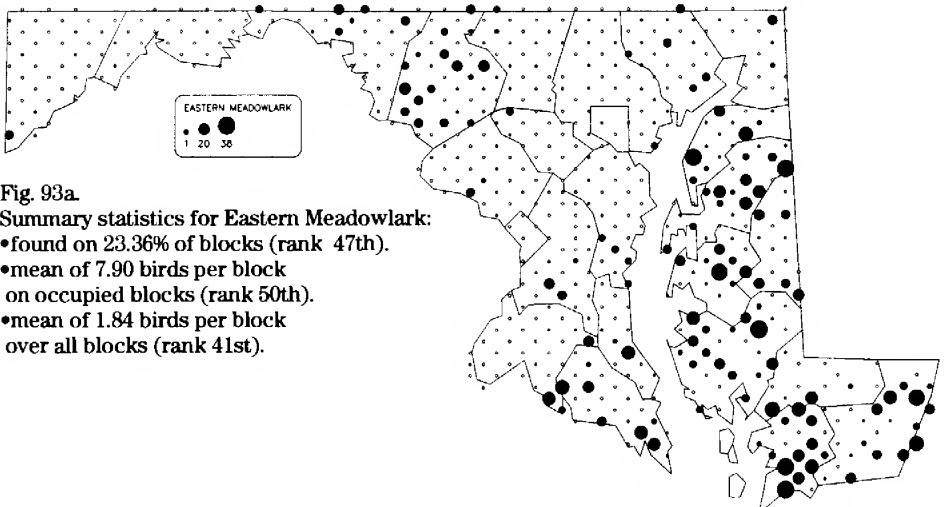 EASTERN MEADOWLARK
1 20 38
Fig. 93a.
Summary statistics for Eastern Meadowlark:
•found on 23.36% of blocks (rank 47th).
•mean of 7.90 birds per block
on occupied blocks (rank 50th).
•mean of 1.84 birds per block
over all blocks (rank 41st).